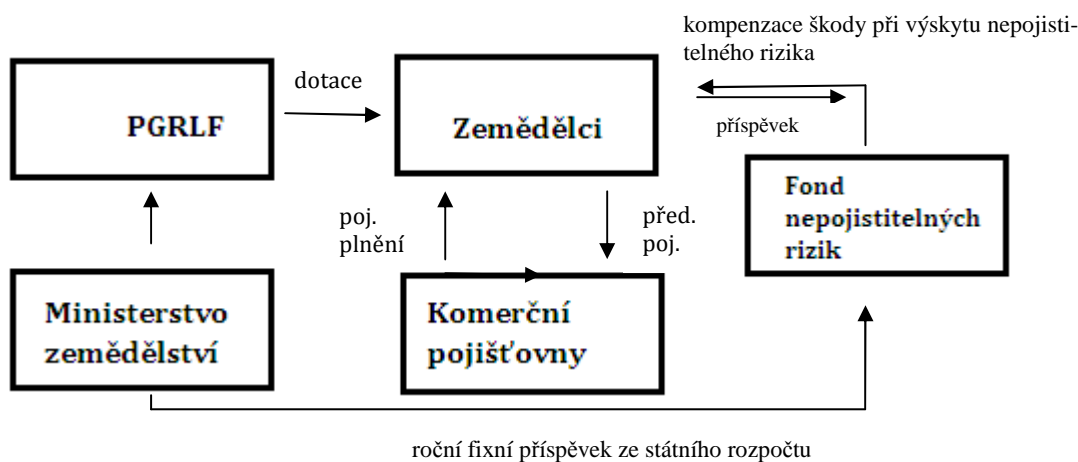 kompenzace škody při výskytu nepojisti-
telného rizika
dotace
PGRLF
Zemědělci
příspěvek
Fond
nepojistitelných
rizik
poj.
plnění
před.
poj.
Ministerstvo
zemědělství
Komerční
pojišťovny
roční fixní příspěvek ze státního rozpočtu